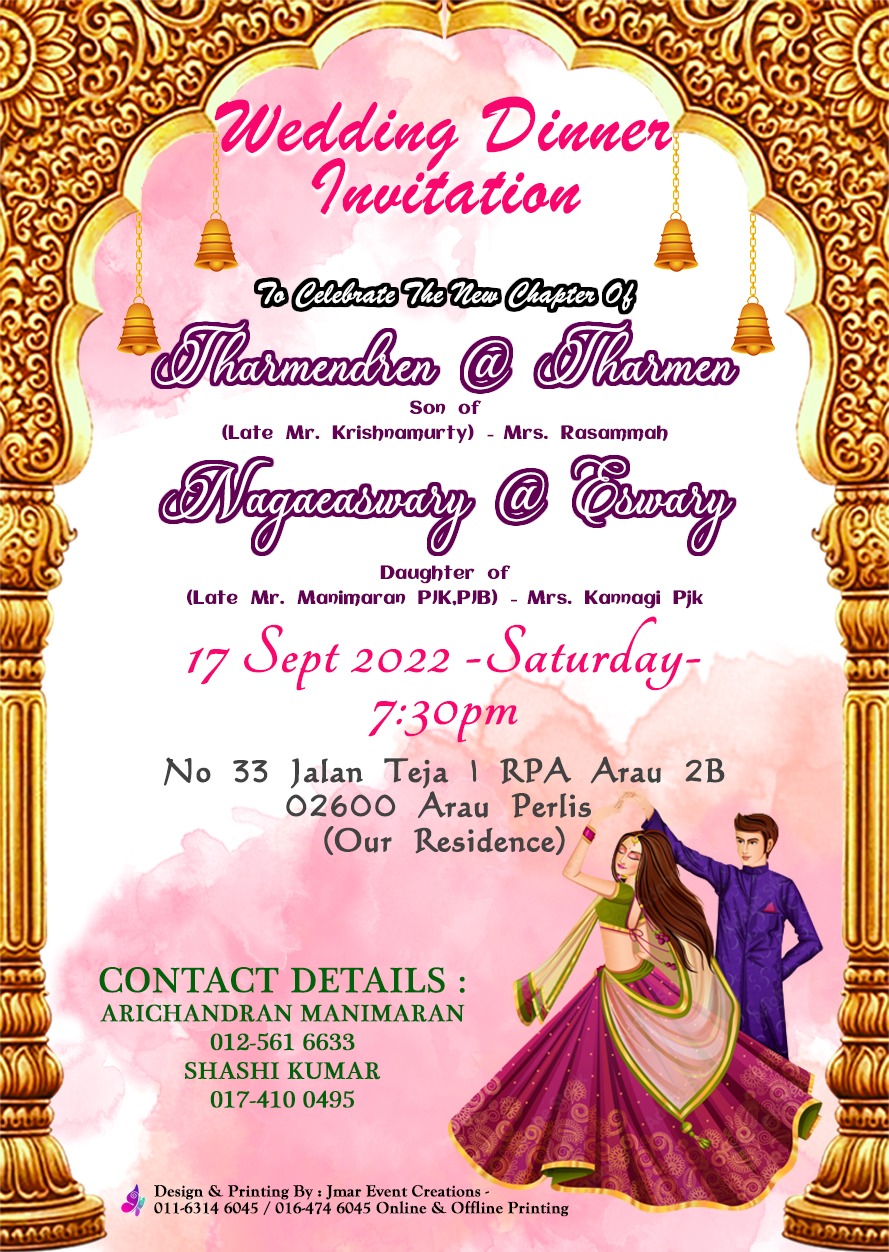 Wedding Dinner
Invitation
To Celebrate The New Chapter Of
Tharmendren @ Tharmen
Son of
(Late Mr. Krishnamurty) - Mrs. Rasammah
Nagaeaswary @ Eswary
Daughter of
(Late Mr. Manimaran PJK,PJB) - Mrs. Kannagi Pjk
17 Sept 2022 -Saturday-
7:30pm
No 33 Jalan Teja 1 RPA Arau 2B
02600 Arau Perlis
(Our Residence)
CONTACT DETAILS :
ARICHANDRAN MANIMARAN
012-561 6633
SHASHI KUMAR
017-410 0495
Design & Printing By : Jmar Event Creations -
011-6314 6045 / 016-474 6045 Online & Offline Printing